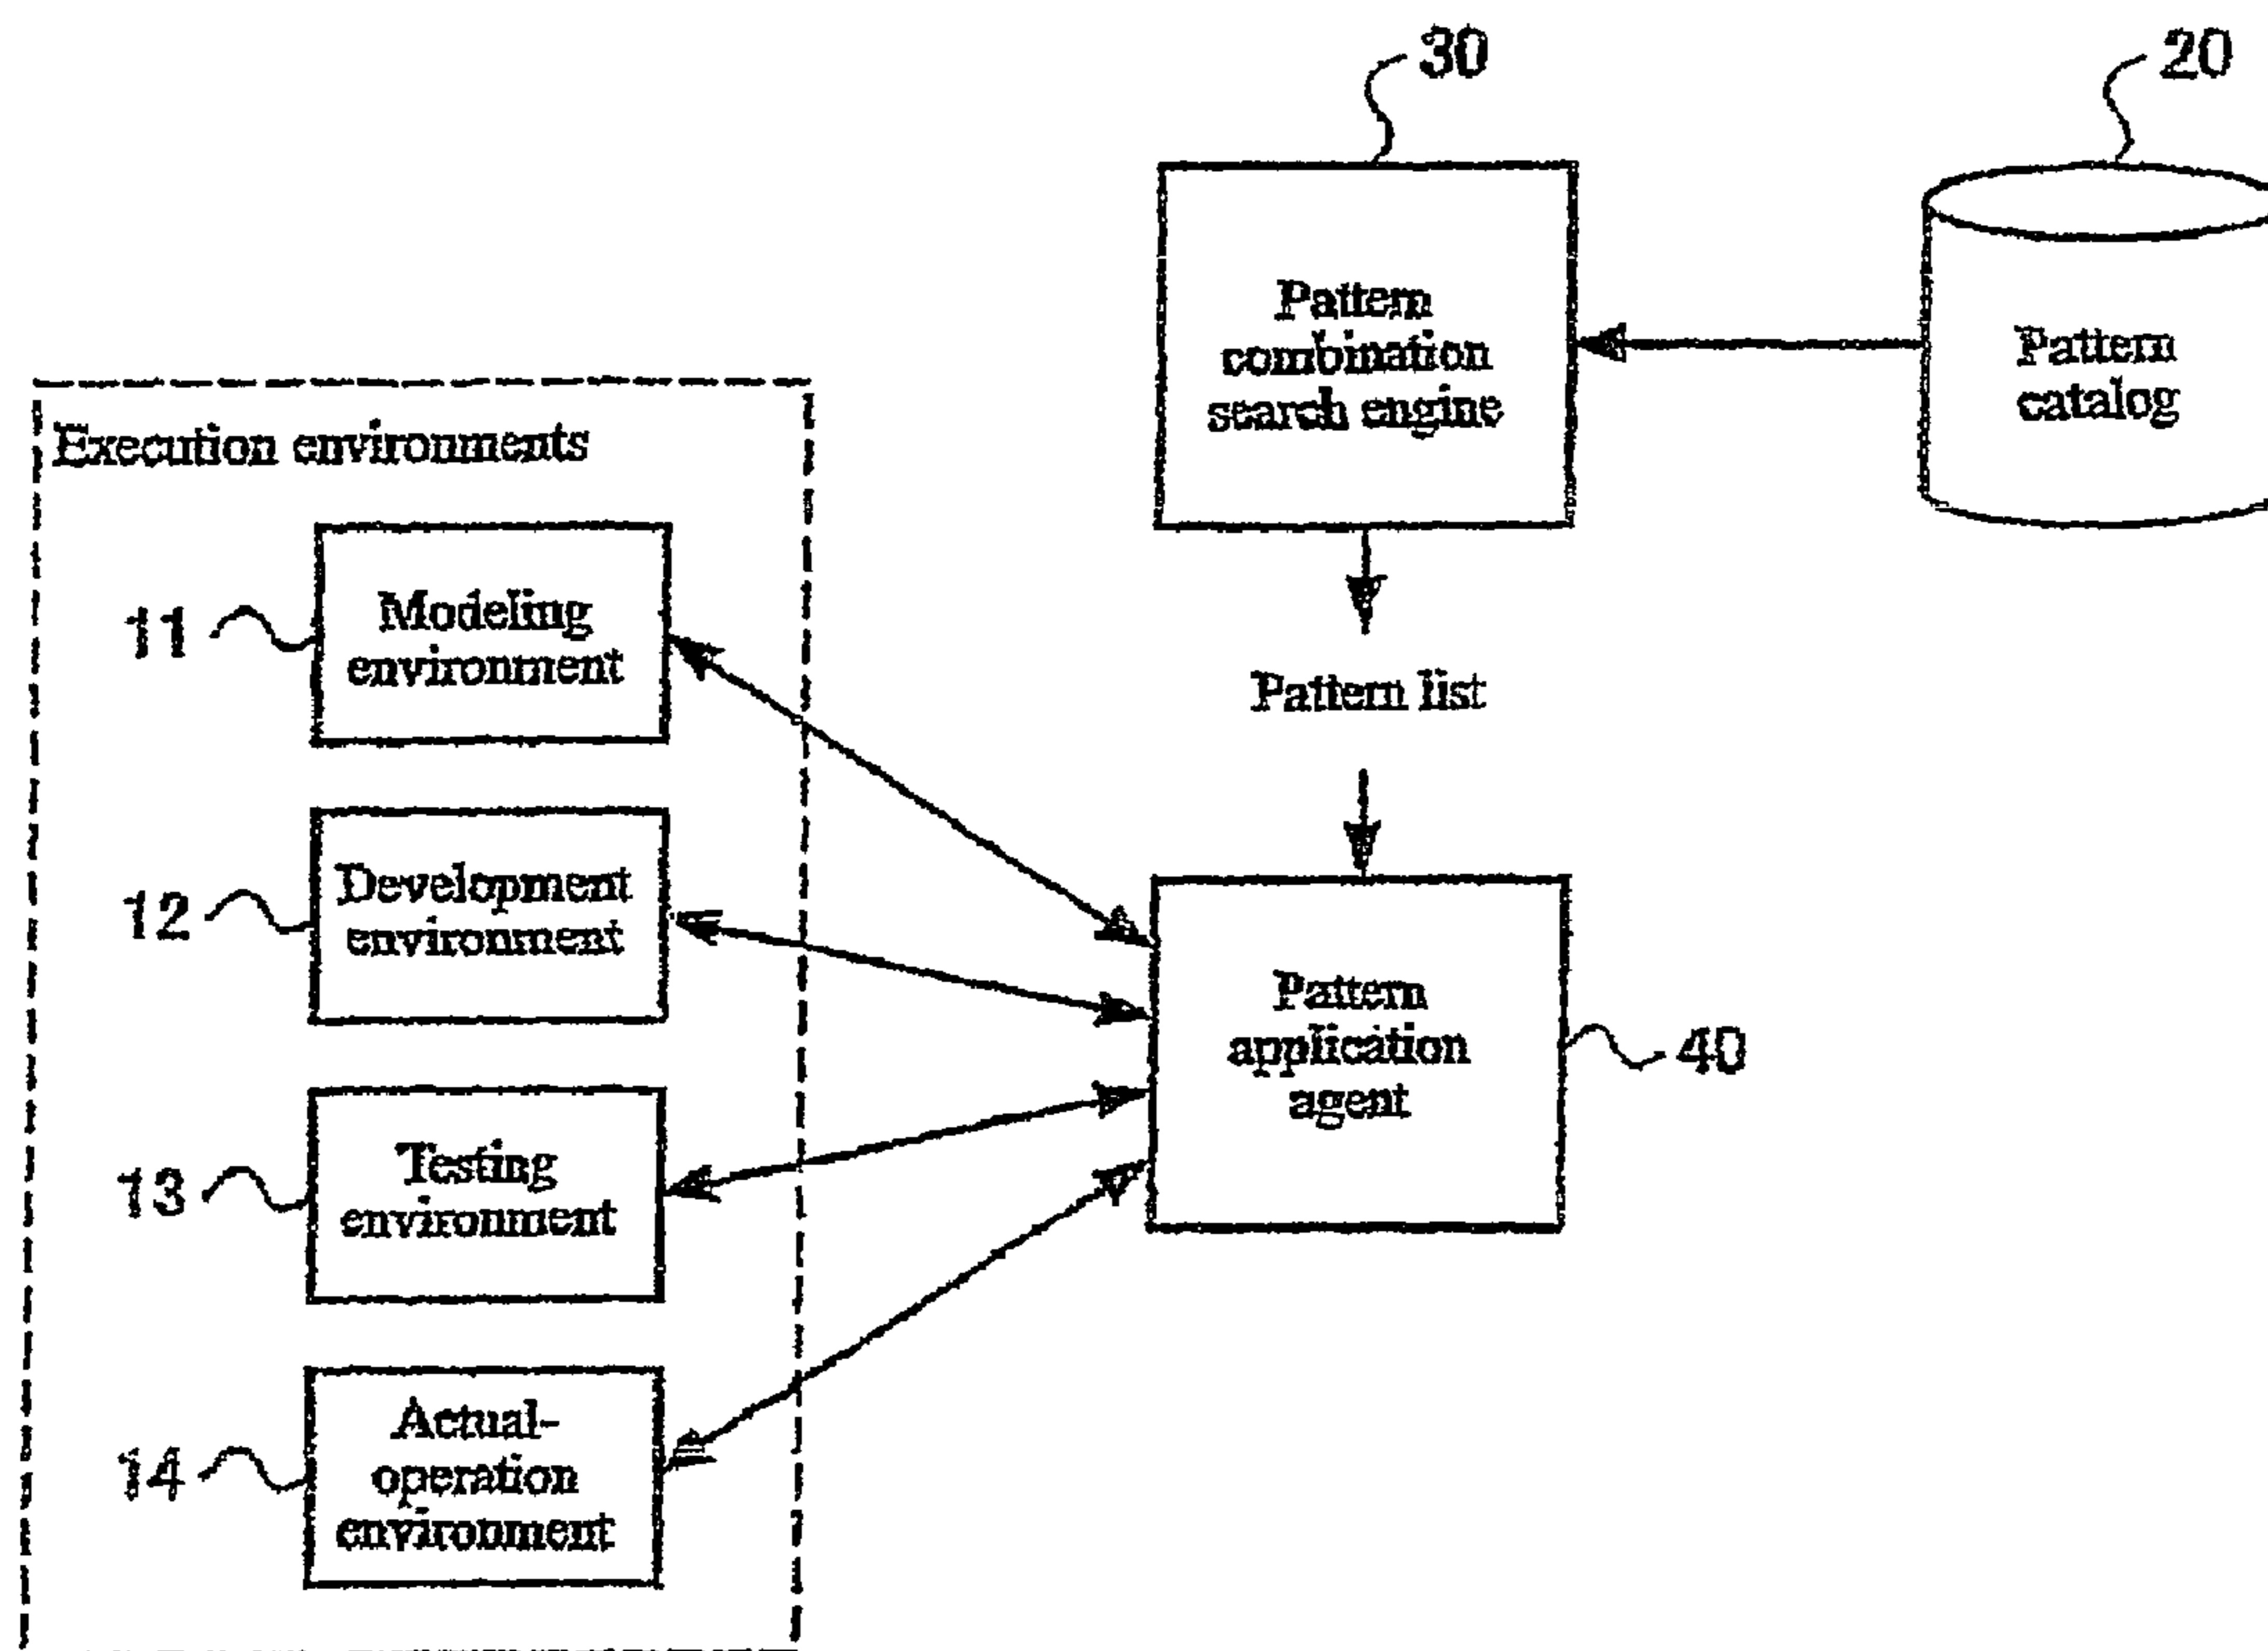 30
20
Pattern
combination
search engine
Pattern
catalog
Execution environments
11
Modeling
environment
Pattern list
12
Development
environment
Pattern
application
agent
40
13
Testing
environment
14
Actual-
operation
environment